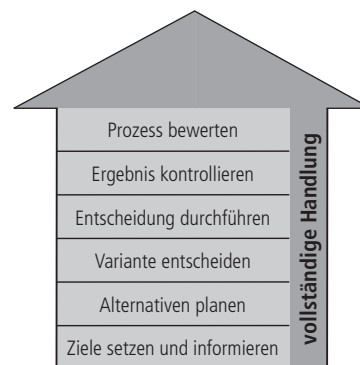 Prozess bewerten
Ergebnis kontrollieren
Entscheidung durchführen
Variante entscheiden
Alternativen planen
Ziele setzen und informieren
vollständige Handlung